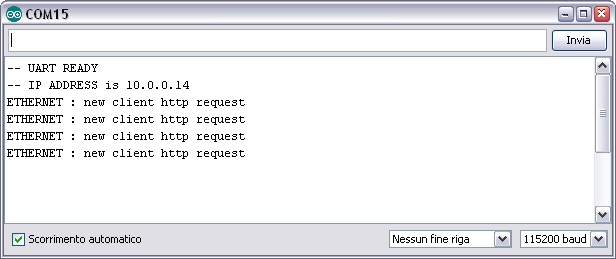 COM15
Invia
-- UART READY
-- IP ADDRESS is 10.0.0.14
ETHERNET : new client http request
ETHERNET : new client http request
ETHERNET : new client http request
ETHERNET : new client http request
Scorrimento automatico Nessun fine riga 115200 baud